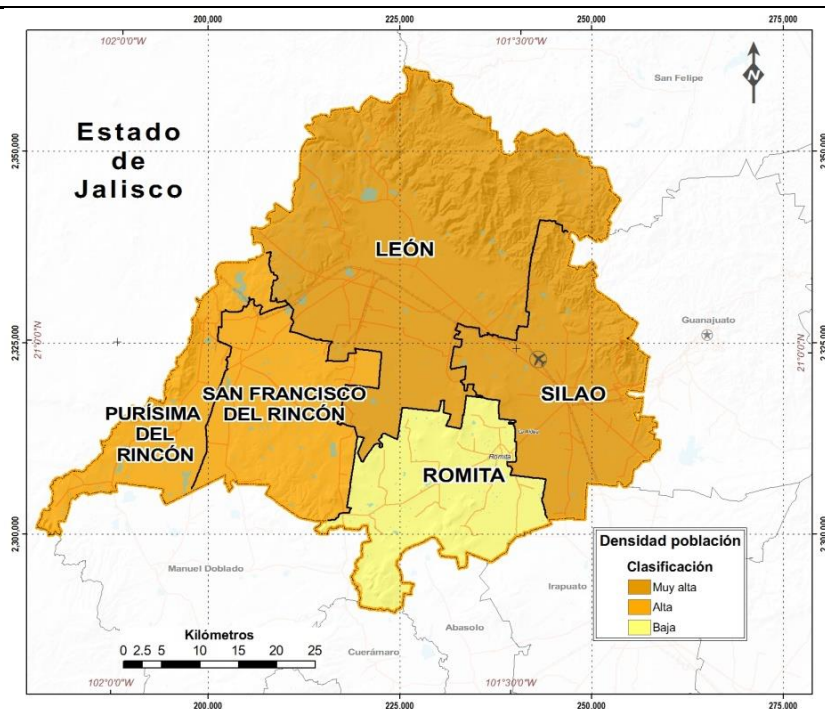 200,000 225,000 250,000 275,000
102°0'0"W 101°30'0"W
San Felipe
N
Estado
de
Jalisco
2,350,000 2,350,000
LEÓN
Guanajuato
2,325,000 2,325,000
21°0'0"N 21°0'0"N
SAN FRANCISCO
DEL RINCÓN
SILAO
PURÍSIMA
DEL
RINCÓN
Romita
ROMITA
2,300,000 2,300,000
Densidad población
Clasificación
Muy alta
Alta
Baja
Manuel Doblado
Irapuato
Abasolo
Cuerámaro
Kilómetros
0 2.5 5 10 15 20 25
102°0'0"W 101°30'0"W
200,000 225,000 250,000 275,000